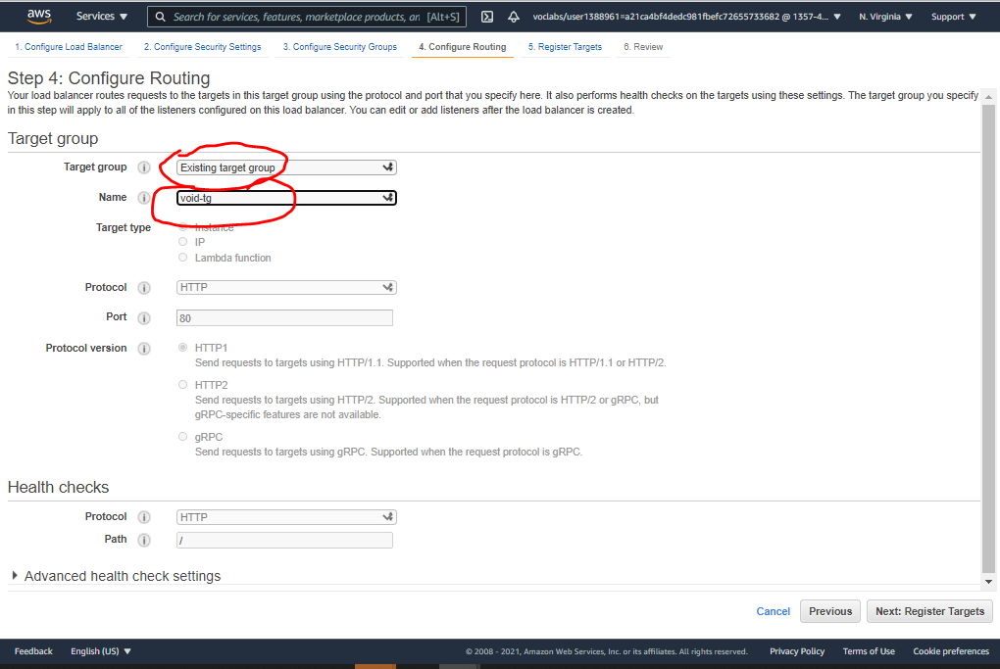 aws Services Search for services, features, marketplace products, an [Alt+S] voclabs/user1388961=a21ca4bf4dedc981fbefc72655733682 @ 1357-4... N. Virginia Support
1. Configure Load Balancer 2. Configure Security Settings 3. Configure Security Groups 4. Configure Routing 5. Register Targets 6. Review
Step 4: Configure Routing
Your load balancer routes requests to the targets in this target group using the protocol and port that you specify here. It also performs health checks on the targets using these settings. The target group you specify
in this step will apply to all of the listeners configured on this load balancer. You can edit or add listeners after the load balancer is created.
Target group
Target group i Existing target group
Name i void-tg
Target type Instance
IP
Lambda function
Protocol i HTTP
Port i 80
Protocol version i HTTP1
Send requests to targets using HTTP/1.1. Supported when the request protocol is HTTP/1.1 or HTTP/2.
HTTP2
Send requests to targets using HTTP/2. Supported when the request protocol is HTTP/2 or gRPC, but
gRPC-specific features are not available.
gRPC
Send requests to targets using gRPC. Supported when the request protocol is gRPC.
Health checks
Protocol i HTTP
Path i /
Advanced health check settings
Cancel Previous Next: Register Targets
Feedback English (US) © 2008 - 2021, Amazon Web Services, Inc. or its affiliates. All rights reserved. Privacy Policy Terms of Use Cookie preferences